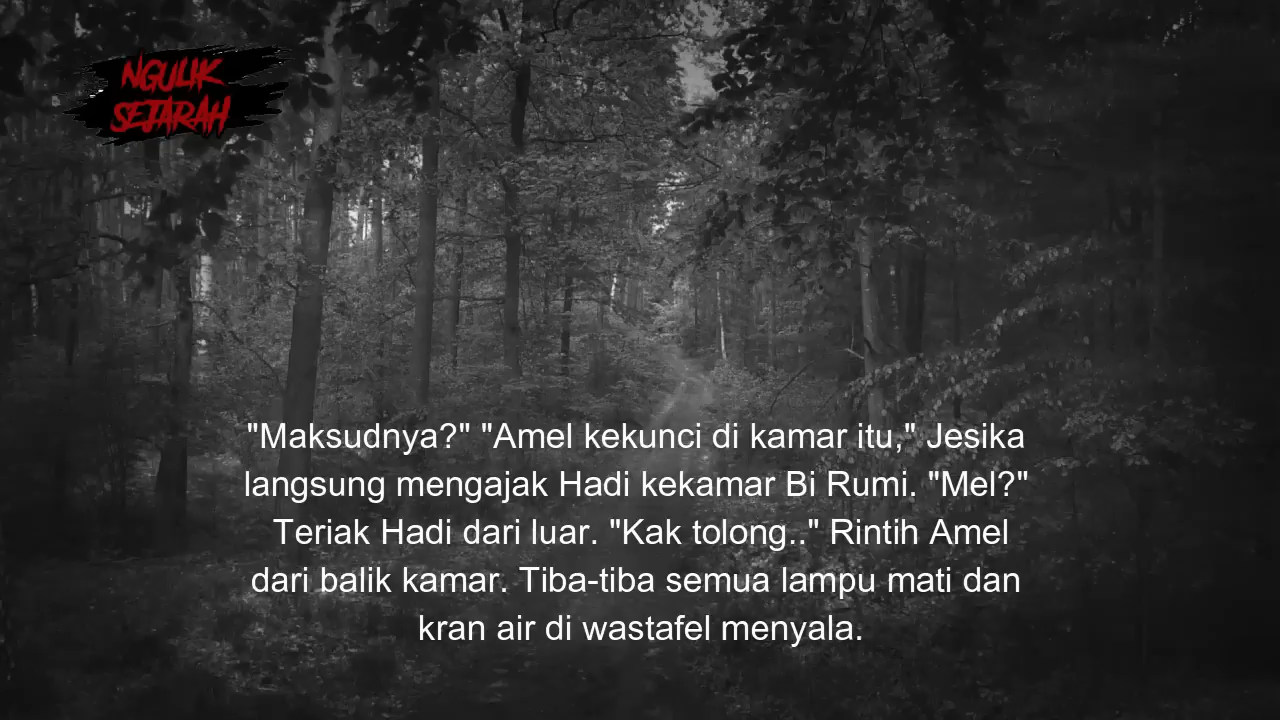 NGULIK
SEJARAH
"Maksudnya?" "Amel kekunci di kamar itu," Jesika
langsung mengajak Hadi kekamar Bi Rumi. "Mel?"
Teriak Hadi dari luar. "Kak tolong.." Rintih Amel
dari balik kamar. Tiba-tiba semua lampu mati dan
kran air di wastafel menyala.